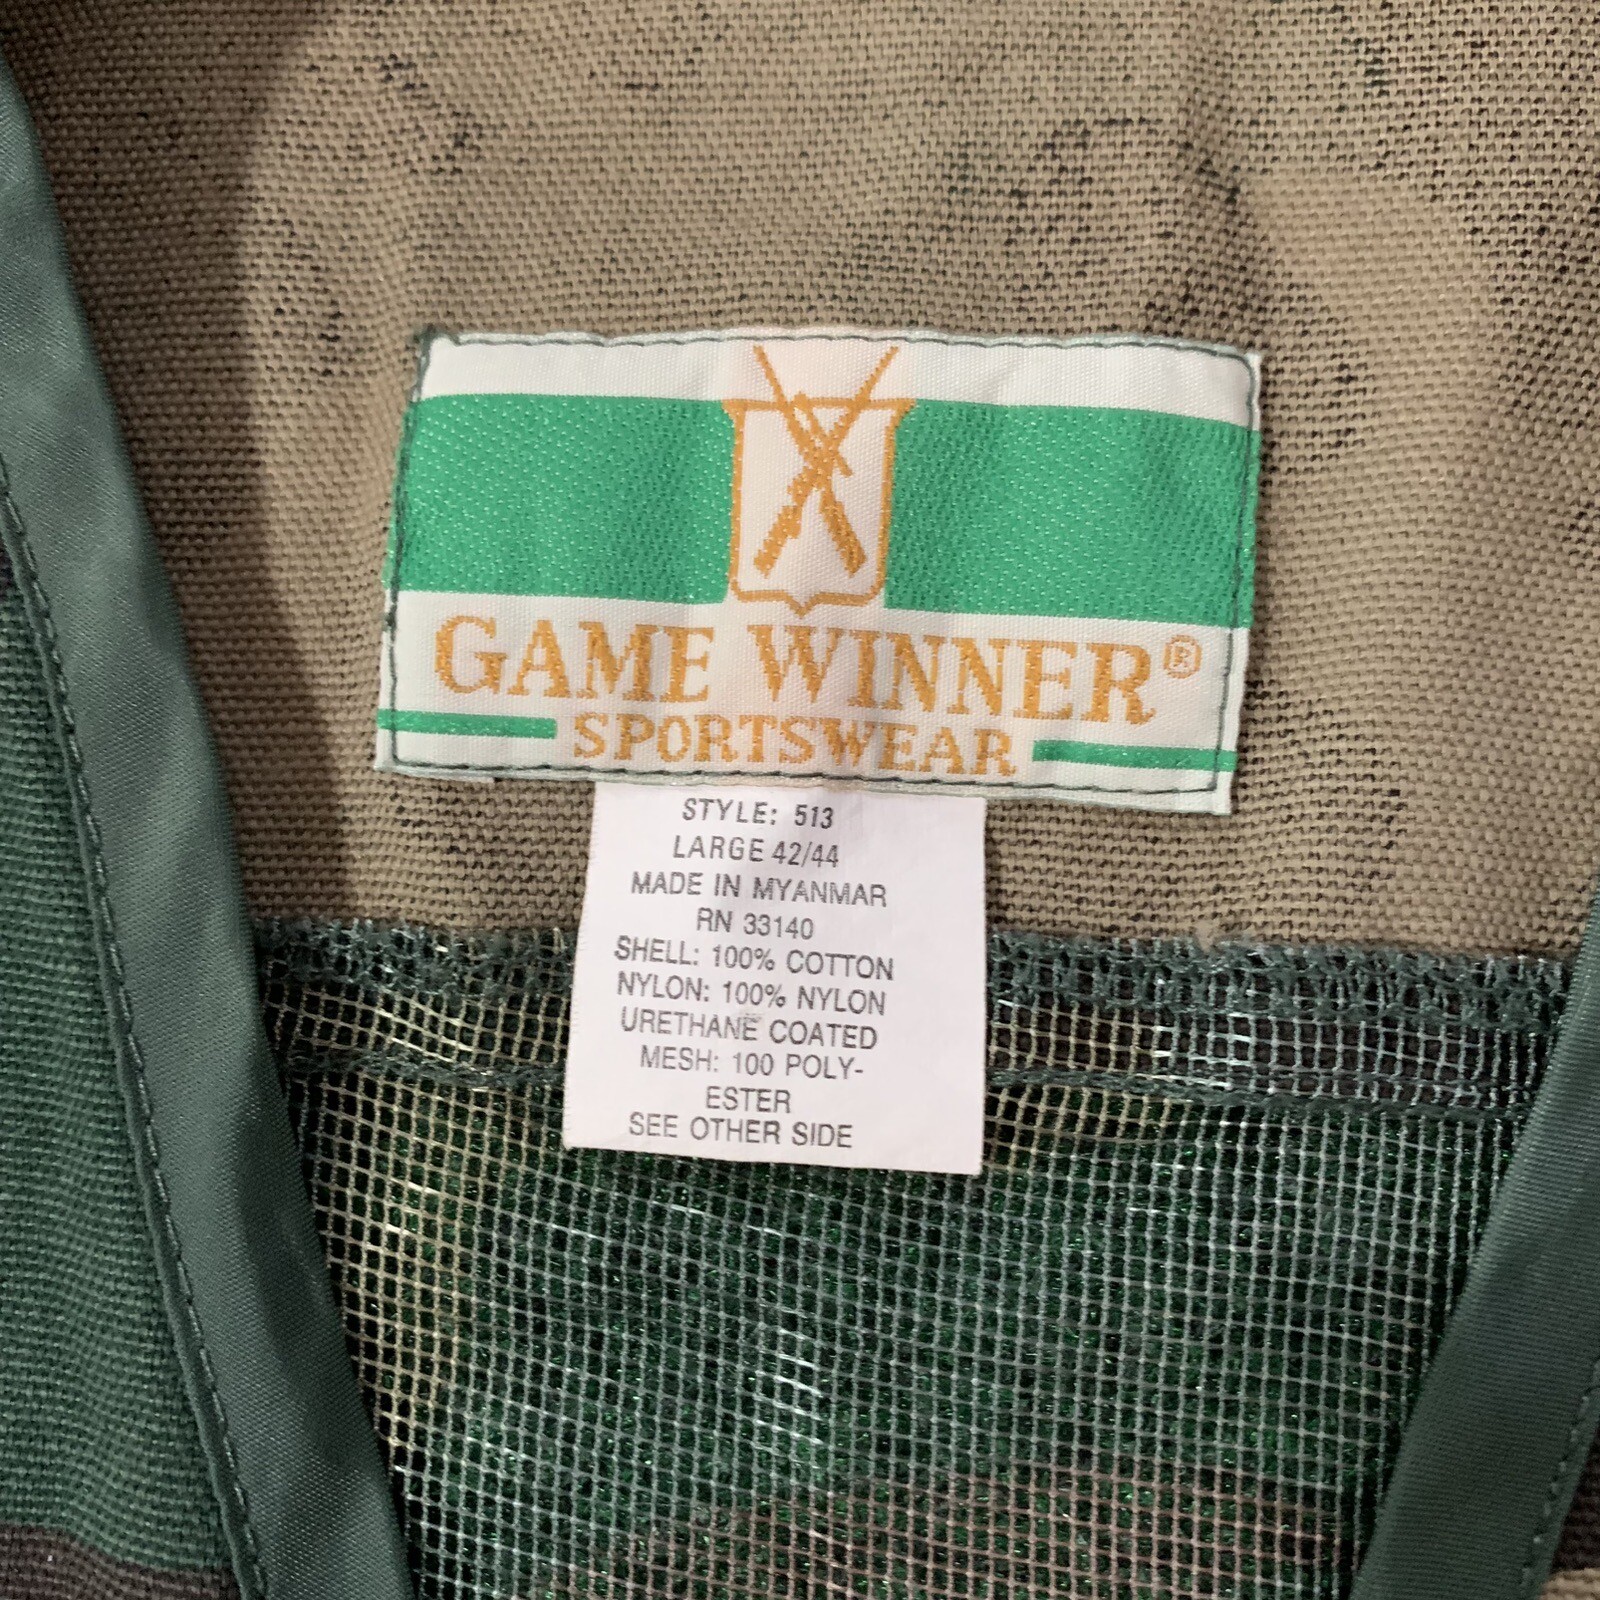 GAME WINNER®
SPORTSWEAR
STYLE: 513
LARGE 42/44
MADE IN MYANMAR
RN 33140
SHELL: 100% COTTON
NYLON: 100% NYLON
URETHANE COATED
MESH: 100 POLY-
ESTER
SEE OTHER SIDE